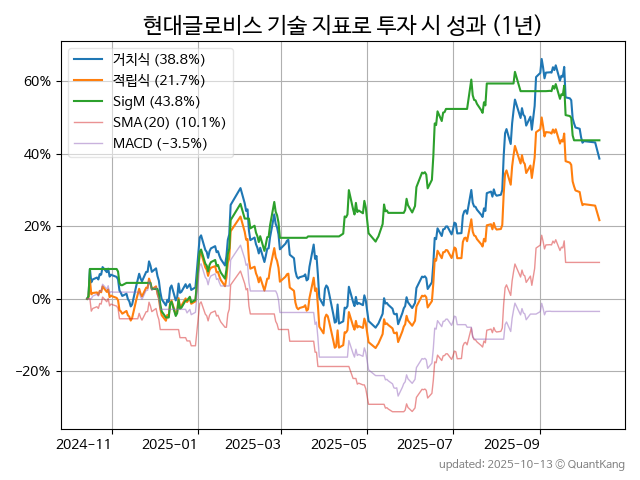 현대글로비스 기술 지표로 투자 시 성과 (1년)
거치식 (38.8%)
적립식 (21.7%)
SigM (43.8%)
SMA(20) (10.1%)
MACD (−3.5%)
60%
40%
20%
0%
−20%
2024-11
2025-01
2025-03
2025-05
2025-07
2025-09
updated: 2025-10-13 © QuantKang